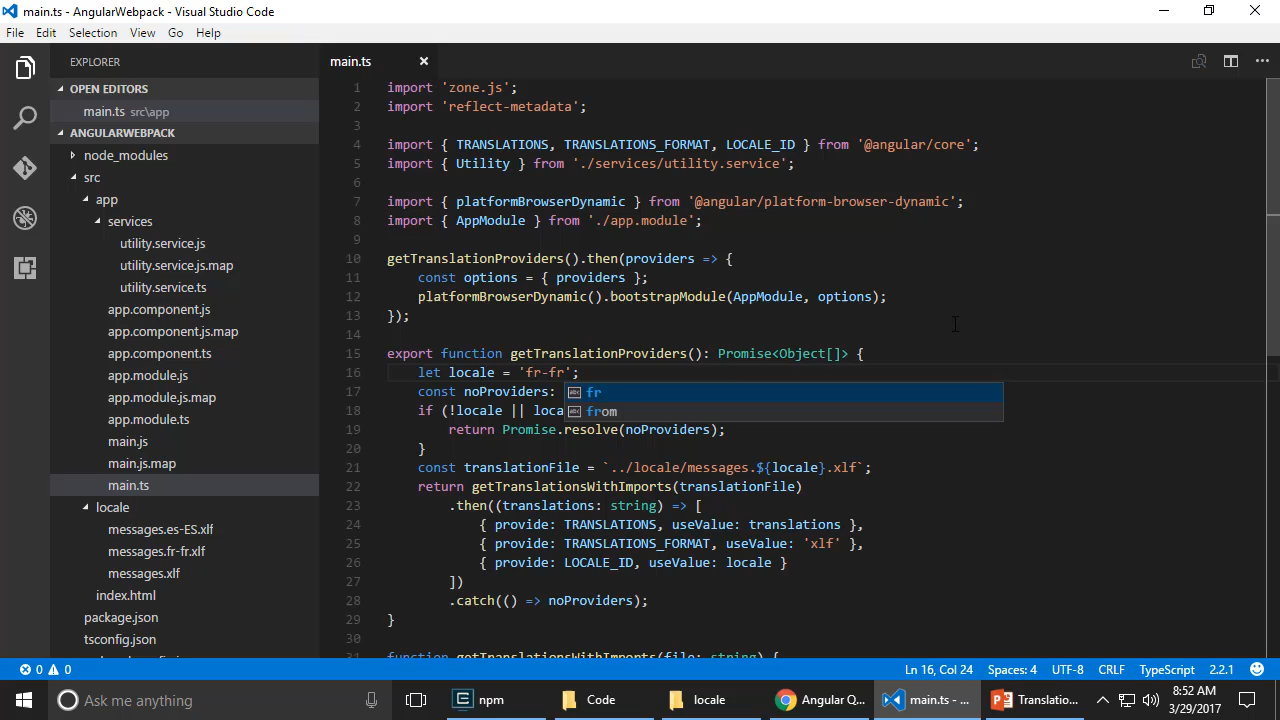 main.ts - AngularWebpack - Visual Studio Code
File Edit Selection View Go Help
EXPLORER
OPEN EDITORS
main.ts src\app
ANGULARWEBPACK
node_modules
src
app
services
utility.service.js
utility.service.js.map
utility.service.ts
app.component.js
app.component.js.map
app.component.ts
app.module.js
app.module.js.map
app.module.ts
main.js
main.js.map
main.ts
locale
messages.es-ES.xlf
messages.fr-fr.xlf
messages.xlf
index.html
package.json
tsconfig.json
main.ts
1 import 'zone.js';
2 import 'reflect-metadata';
3
4 import { TRANSLATIONS, TRANSLATIONS_FORMAT, LOCALE_ID } from '@angular/core';
5 import { Utility } from './services/utility.service';
6
7 import { platformBrowserDynamic } from '@angular/platform-browser-dynamic';
8 import { AppModule } from './app.module';
9
10 getTranslationProviders().then(providers => {
11 const options = { providers };
12 platformBrowserDynamic().bootstrapModule(AppModule, options);
13 });
14
15 export function getTranslationProviders(): Promise<Object[]> {
16 let locale = 'fr-fr';
17 const noProviders:
fr
18 if (!locale || loca
from
19 return Promise.resolve(noProviders);
20 }
21 const translationFile = `../locale/messages.${locale}.xlf`;
22 return getTranslationsWithImports(translationFile)
23 .then((translations: string) => [
24 { provide: TRANSLATIONS, useValue: translations },
25 { provide: TRANSLATIONS_FORMAT, useValue: 'xlf' },
26 { provide: LOCALE_ID, useValue: locale }
27 ])
28 .catch(() => noProviders);
29 }
30
31 function getTranslationsWithImports(file: string) {
0 0 Ln 16, Col 24 Spaces: 4 UTF-8 CRLF TypeScript 2.2.1
Ask me anything npm Code locale Angular Q... main.ts - ... Translatio...
8:52 AM
3/29/2017